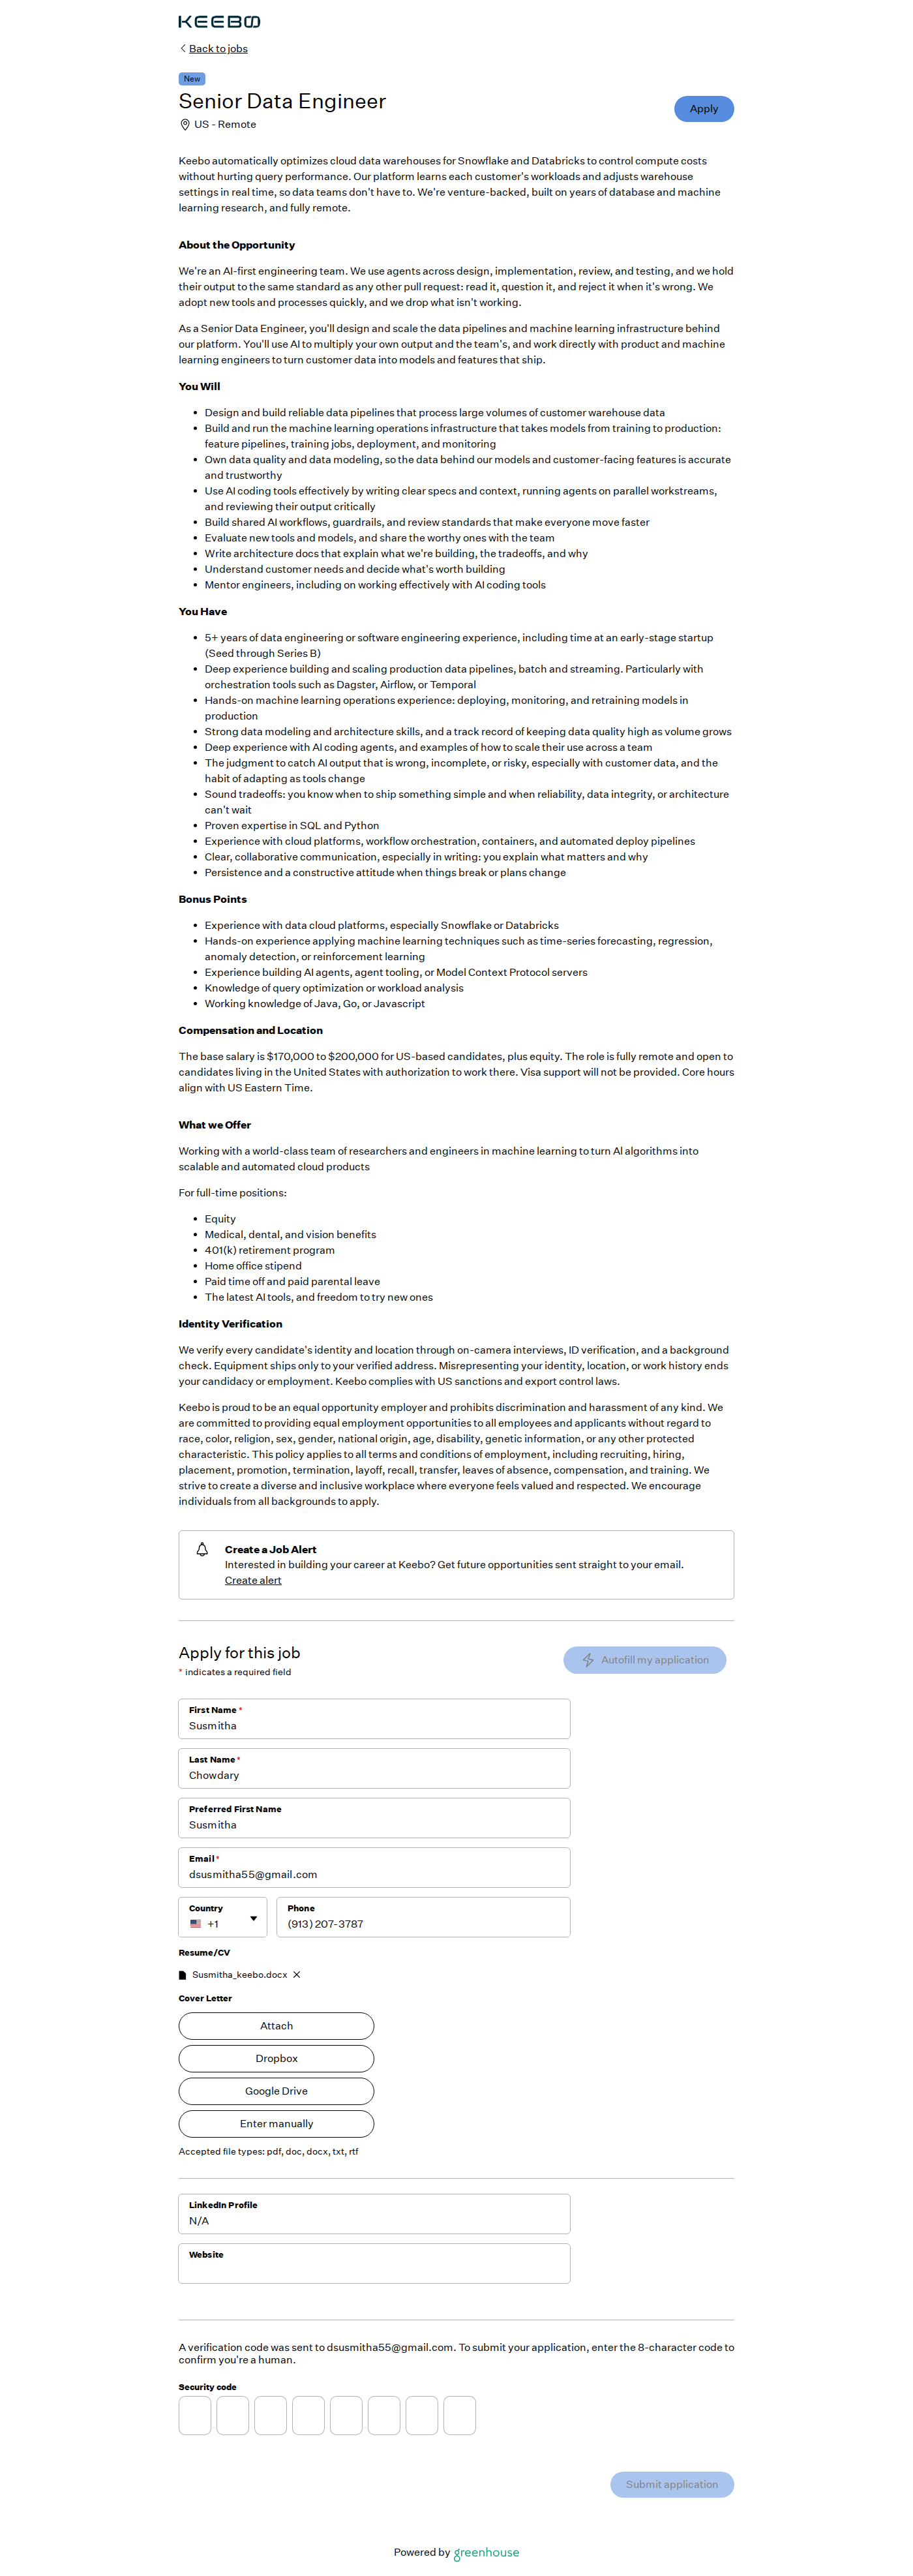 KEEBO
Back to jobs
New
Senior Data Engineer
US - Remote
Apply
Keebo automatically optimizes cloud data warehouses for Snowflake and Databricks to control compute costs
without hurting query performance. Our platform learns each customer's workloads and adjusts warehouse
settings in real time, so data teams don't have to. We're venture-backed, built on years of database and machine
learning research, and fully remote.
About the Opportunity
We're an AI-first engineering team. We use agents across design, implementation, review, and testing, and we hold
their output to the same standard as any other pull request: read it, question it, and reject it when it's wrong. We
adopt new tools and processes quickly, and we drop what isn't working.
As a Senior Data Engineer, you'll design and scale the data pipelines and machine learning infrastructure behind
our platform. You'll use AI to multiply your own output and the team's, and work directly with product and machine
learning engineers to turn customer data into models and features that ship.
You Will
• Design and build reliable data pipelines that process large volumes of customer warehouse data
• Build and run the machine learning operations infrastructure that takes models from training to production:
feature pipelines, training jobs, deployment, and monitoring
• Own data quality and data modeling, so the data behind our models and customer-facing features is accurate
and trustworthy
• Use AI coding tools effectively by writing clear specs and context, running agents on parallel workstreams,
and reviewing their output critically
• Build shared AI workflows, guardrails, and review standards that make everyone move faster
• Evaluate new tools and models, and share the worthy ones with the team
• Write architecture docs that explain what we're building, the tradeoffs, and why
• Understand customer needs and decide what's worth building
• Mentor engineers, including on working effectively with AI coding tools
You Have
• 5+ years of data engineering or software engineering experience, including time at an early-stage startup
(Seed through Series B)
• Deep experience building and scaling production data pipelines, batch and streaming. Particularly with
orchestration tools such as Dagster, Airflow, or Temporal
• Hands-on machine learning operations experience: deploying, monitoring, and retraining models in
production
• Strong data modeling and architecture skills, and a track record of keeping data quality high as volume grows
• Deep experience with AI coding agents, and examples of how to scale their use across a team
• The judgment to catch AI output that is wrong, incomplete, or risky, especially with customer data, and the
habit of adapting as tools change
• Sound tradeoffs: you know when to ship something simple and when reliability, data integrity, or architecture
can't wait
• Proven expertise in SQL and Python
• Experience with cloud platforms, workflow orchestration, containers, and automated deploy pipelines
• Clear, collaborative communication, especially in writing: you explain what matters and why
• Persistence and a constructive attitude when things break or plans change
Bonus Points
• Experience with data cloud platforms, especially Snowflake or Databricks
• Hands-on experience applying machine learning techniques such as time-series forecasting, regression,
anomaly detection, or reinforcement learning
• Experience building AI agents, agent tooling, or Model Context Protocol servers
• Knowledge of query optimization or workload analysis
• Working knowledge of Java, Go, or Javascript
Compensation and Location
The base salary is $170,000 to $200,000 for US-based candidates, plus equity. The role is fully remote and open to
candidates living in the United States with authorization to work there. Visa support will not be provided. Core hours
align with US Eastern Time.
What we Offer
Working with a world-class team of researchers and engineers in machine learning to turn AI algorithms into
scalable and automated cloud products
For full-time positions:
• Equity
• Medical, dental, and vision benefits
• 401(k) retirement program
• Home office stipend
• Paid time off and paid parental leave
• The latest AI tools, and freedom to try new ones
Identity Verification
We verify every candidate's identity and location through on-camera interviews, ID verification, and a background
check. Equipment ships only to your verified address. Misrepresenting your identity, location, or work history ends
your candidacy or employment. Keebo complies with US sanctions and export control laws.
Keebo is proud to be an equal opportunity employer and prohibits discrimination and harassment of any kind. We
are committed to providing equal employment opportunities to all employees and applicants without regard to
race, color, religion, sex, gender, national origin, age, disability, genetic information, or any other protected
characteristic. This policy applies to all terms and conditions of employment, including recruiting, hiring,
placement, promotion, termination, layoff, recall, transfer, leaves of absence, compensation, and training. We
strive to create a diverse and inclusive workplace where everyone feels valued and respected. We encourage
individuals from all backgrounds to apply.
Create a Job Alert
Interested in building your career at Keebo? Get future opportunities sent straight to your email.
Create alert
Apply for this job
* indicates a required field
Autofill my application
First Name *
Susmitha
Last Name *
Chowdary
Preferred First Name
Susmitha
Email *
dsusmitha55@gmail.com
Country
+1
Phone
(913) 207-3787
Resume/CV
Susmitha_keebo.docx
Cover Letter
Attach
Dropbox
Google Drive
Enter manually
Accepted file types: pdf, doc, docx, txt, rtf
LinkedIn Profile
N/A
Website
A verification code was sent to dsusmitha55@gmail.com. To submit your application, enter the 8-character code to
confirm you're a human.
Security code
Submit application
Powered by greenhouse